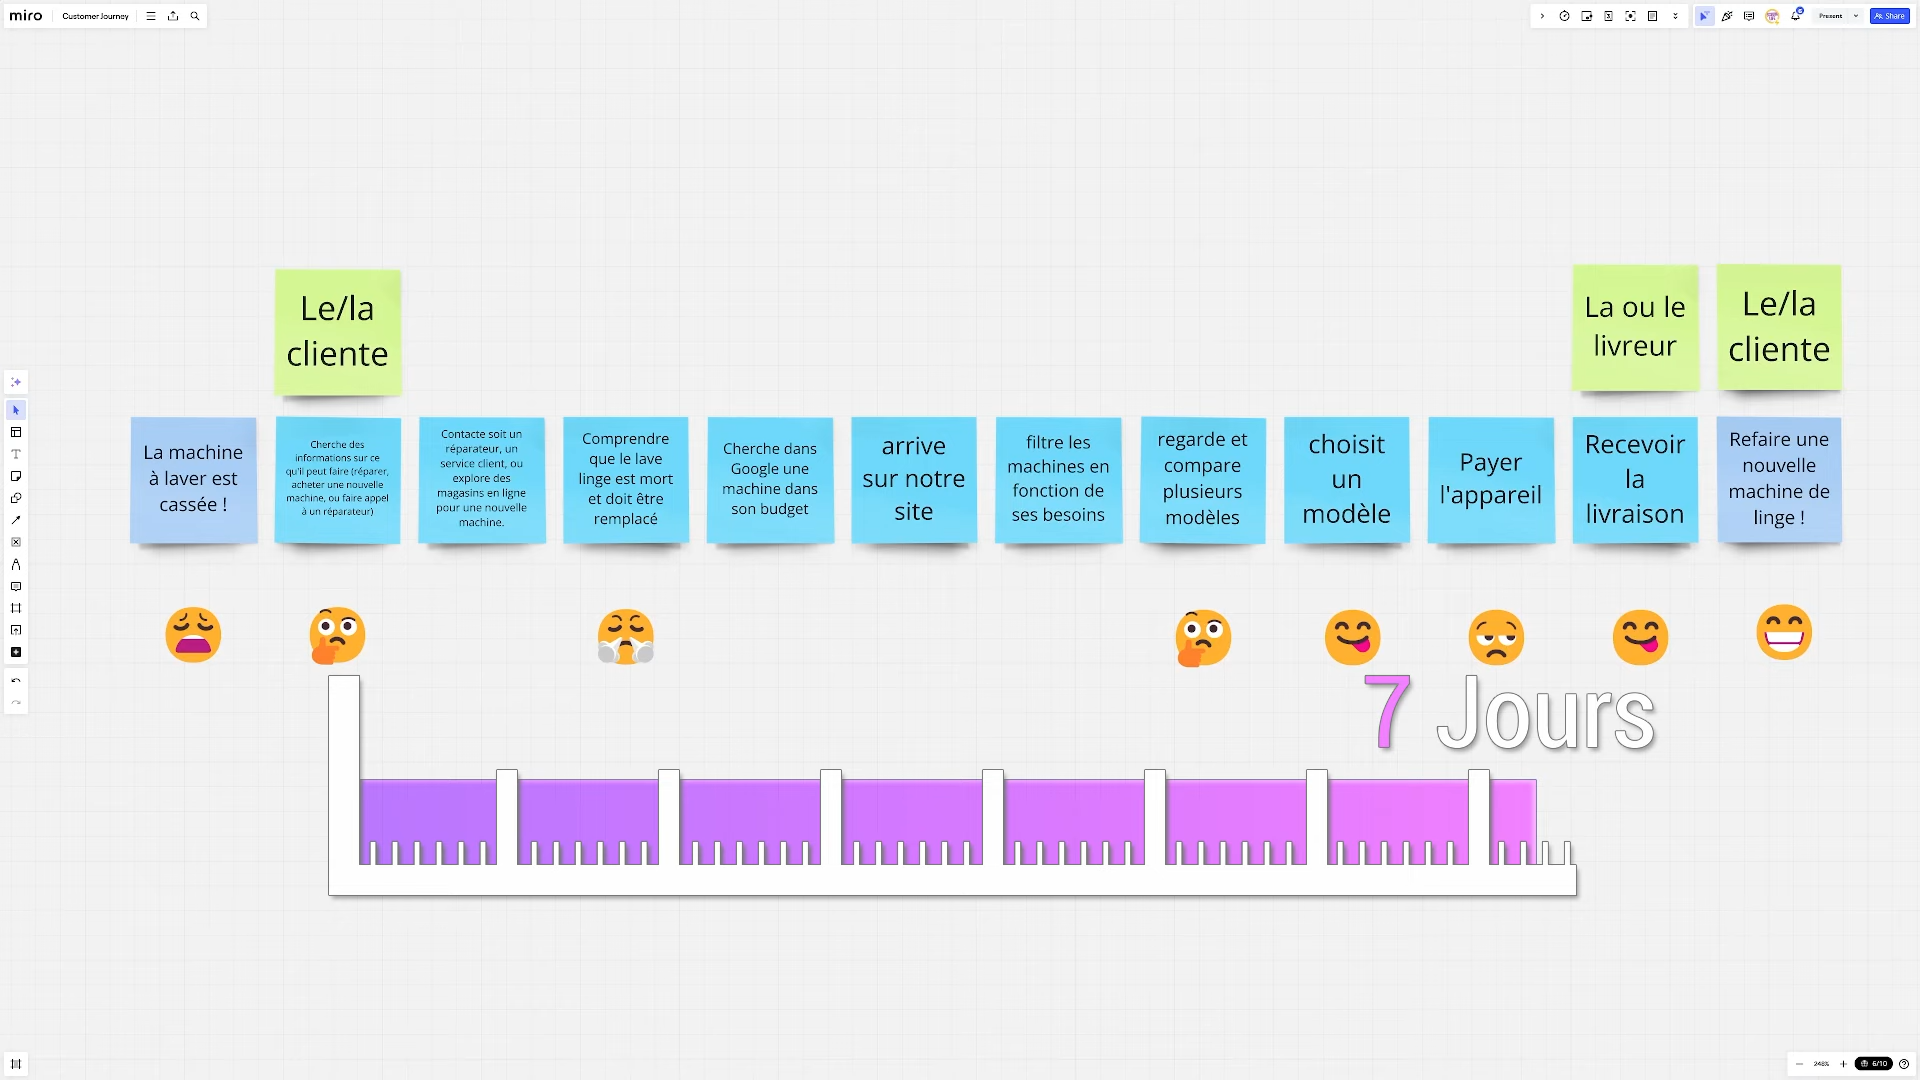 miro
Customer Journey
Present
Share
Le/la
cliente
La ou le
livreur
Le/la
cliente
La machine
à laver est
cassée !
Cherche des
informations sur ce
qu'il peut faire (réparer,
acheter une nouvelle
machine, ou faire appel
à un réparateur)
Contacte soit un
réparateur, un
service client, ou
explore des
magasins en ligne
pour une nouvelle
machine.
Comprendre
que le lave
linge est mort
et doit être
remplacé
Cherche dans
Google une
machine dans
son budget
arrive
sur notre
site
filtre les
machines en
fonction de
ses besoins
regarde et
compare
plusieurs
modèles
choisit
un
modèle
Payer
l'appareil
Recevoir
la
livraison
Refaire une
nouvelle
machine de
linge !
7 Jours
248%
6/10